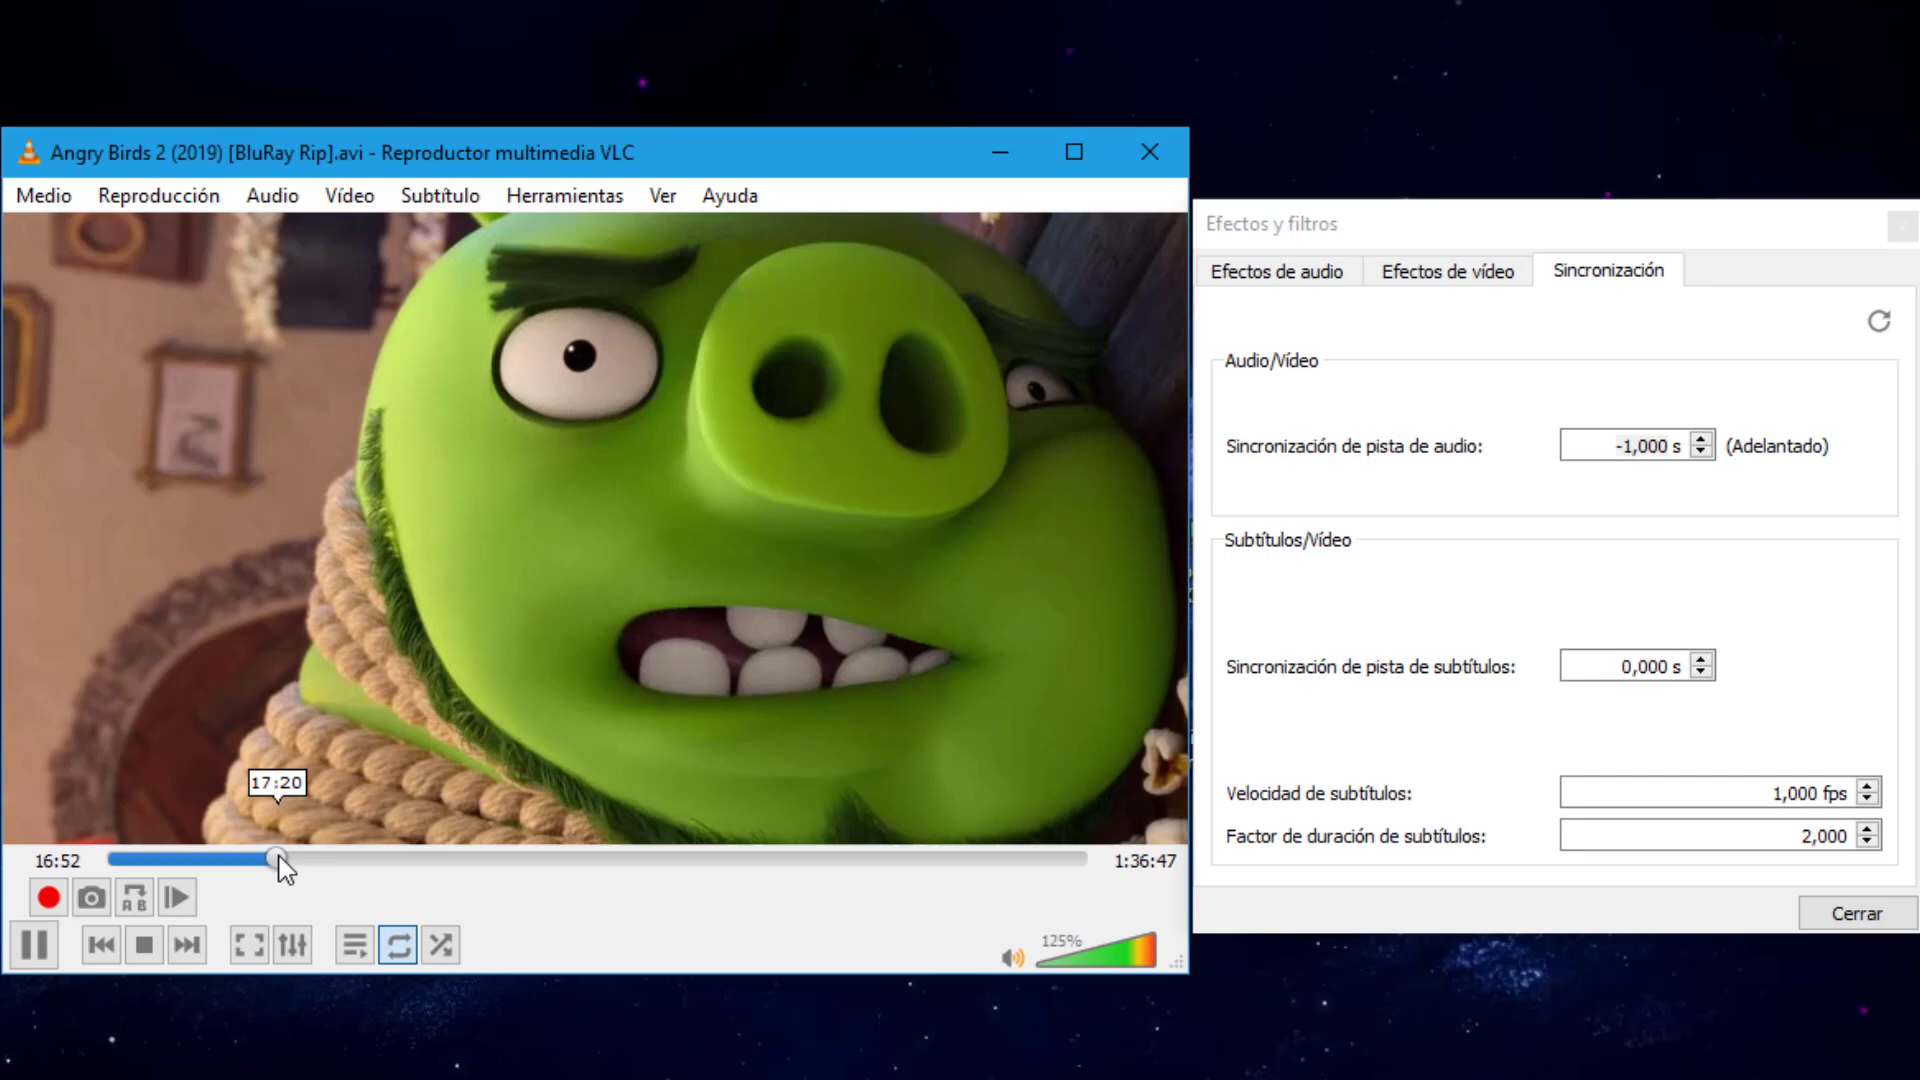 Angry Birds 2 (2019) [BluRay Rip].avi - Reproductor multimedia VLC
Medio Reproducción Audio Vídeo Subtítulo Herramientas Ver Ayuda
17:20
16:52
1:36:47
A B
125%
Efectos y filtros
Efectos de audio Efectos de vídeo Sincronización
Audio/Vídeo
Sincronización de pista de audio: -1,000 s (Adelantado)
Subtítulos/Vídeo
Sincronización de pista de subtítulos: 0,000 s
Velocidad de subtítulos: 1,000 fps
Factor de duración de subtítulos: 2,000
Cerrar